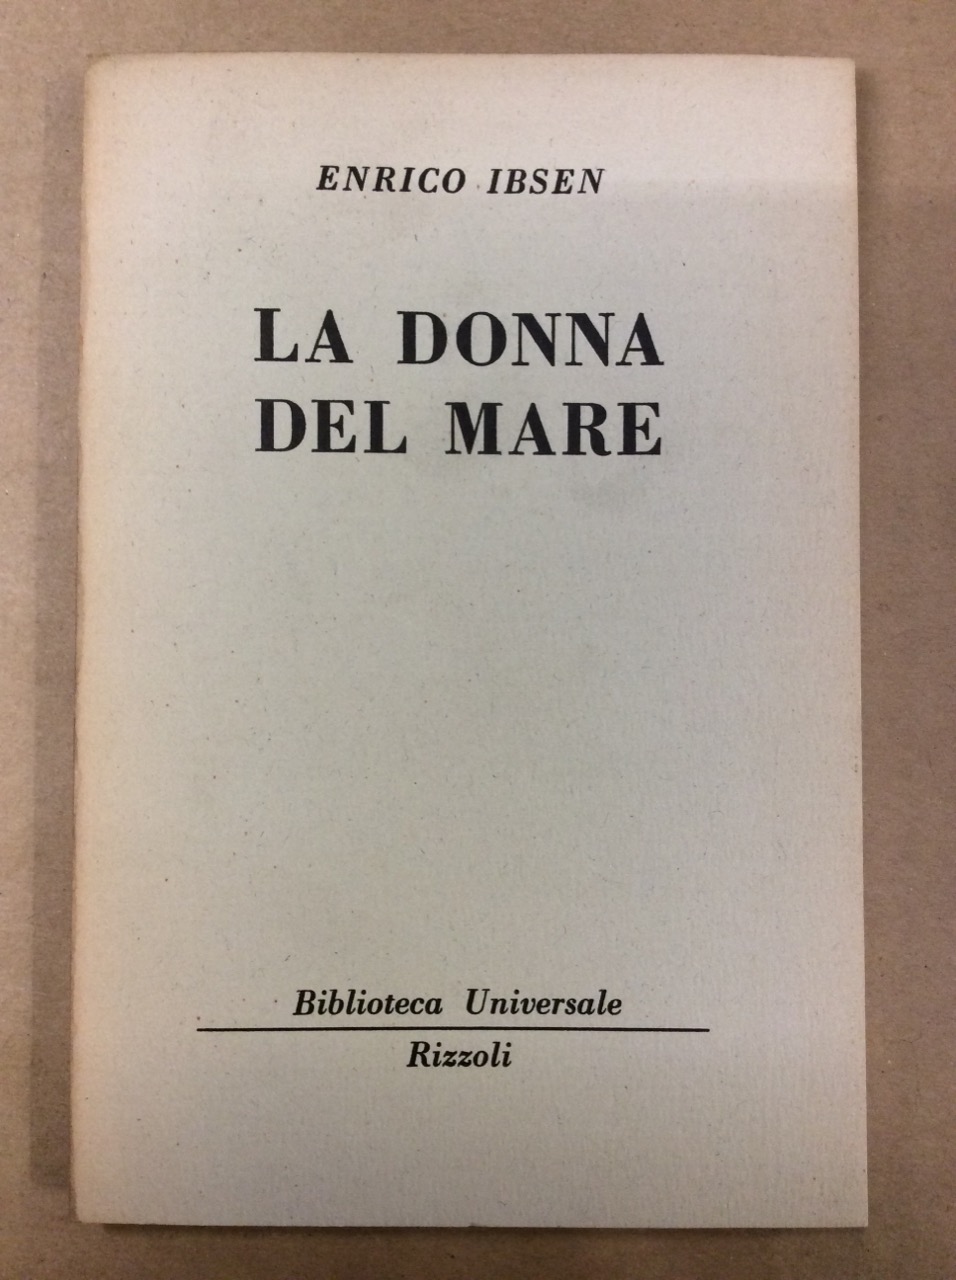 ENRICO IBSEN
LA DONNA
DEL MARE
Biblioteca Universale
Rizzoli